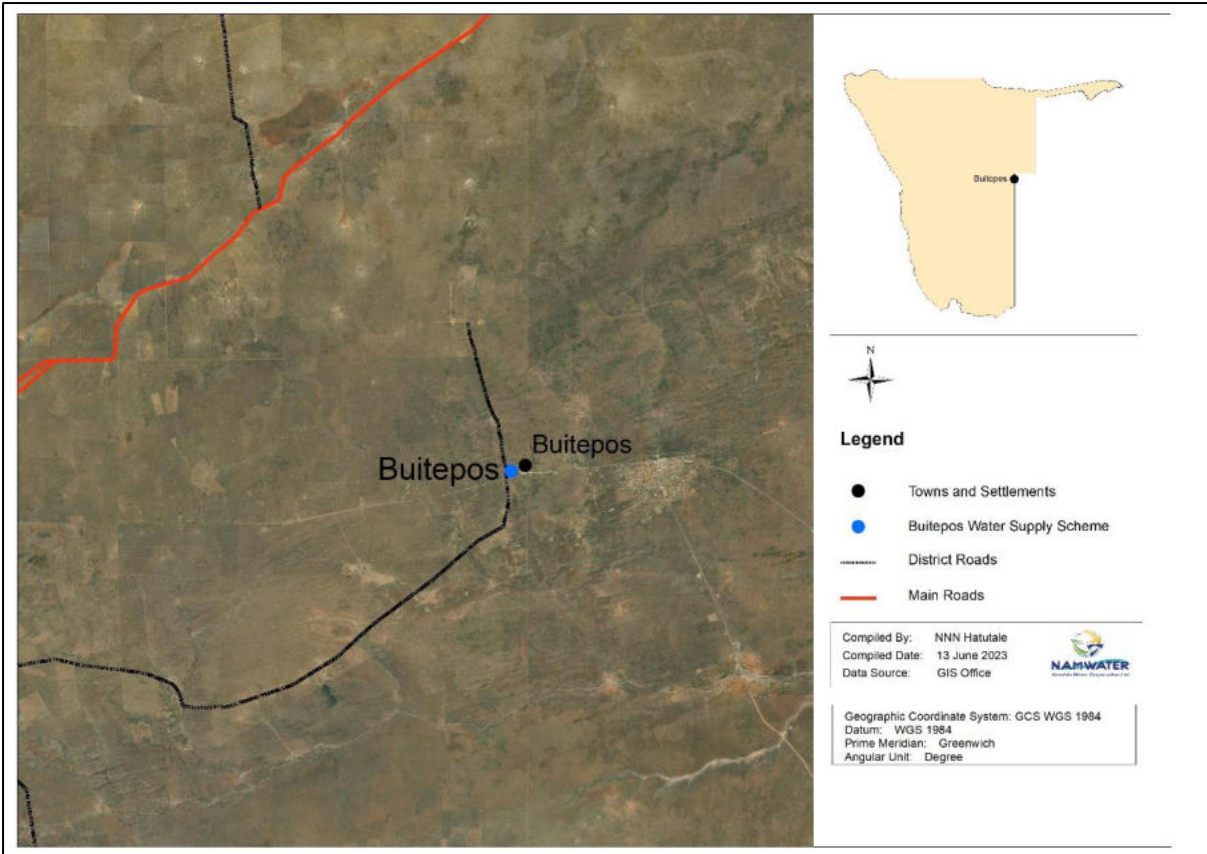 Buitepos
Buitepos
Buitepos
N
Legend
Towns and Settlements
Buitepos Water Supply Scheme
District Roads
Main Roads
Compiled By: NNN Hatutale
Compiled Date: 13 June 2023
Data Source: GIS Office
NAMWATER
Geographic Coordinate System: GCS WGS 1984
Datum: WGS 1984
Prime Meridian: Greenwich
Angular Unit: Degree